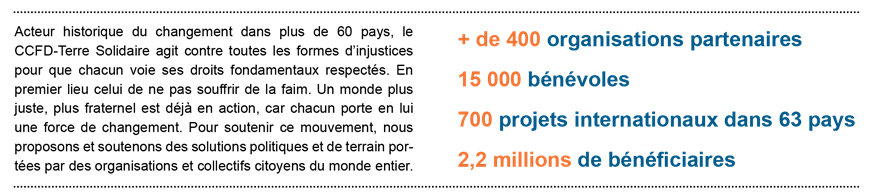 Acteur historique du changement dans plus de 60 pays, le
CCFD-Terre Solidaire agit contre toutes les formes d'injustices
pour que chacun voie ses droits fondamentaux respectés. En
premier lieu celui de ne pas souffrir de la faim. Un monde plus
juste, plus fraternel est déjà en action, car chacun porte en lui
une force de changement. Pour soutenir ce mouvement, nous
proposons et soutenons des solutions politiques et de terrain por-
tées par des organisations et collectifs citoyens du monde entier.
+ de 400 organisations partenaires
15 000 bénévoles
700 projets internationaux dans 63 pays
2,2 millions de bénéficiaires